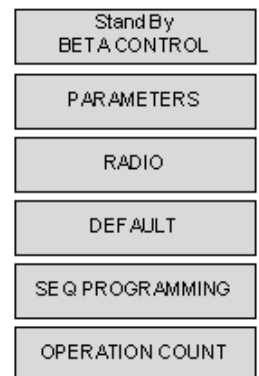 Stand By
BETA CONTROL
PARAMETERS
RADIO
DEFAULT
SEQ PROGRAMMING
OPERATION COUNT